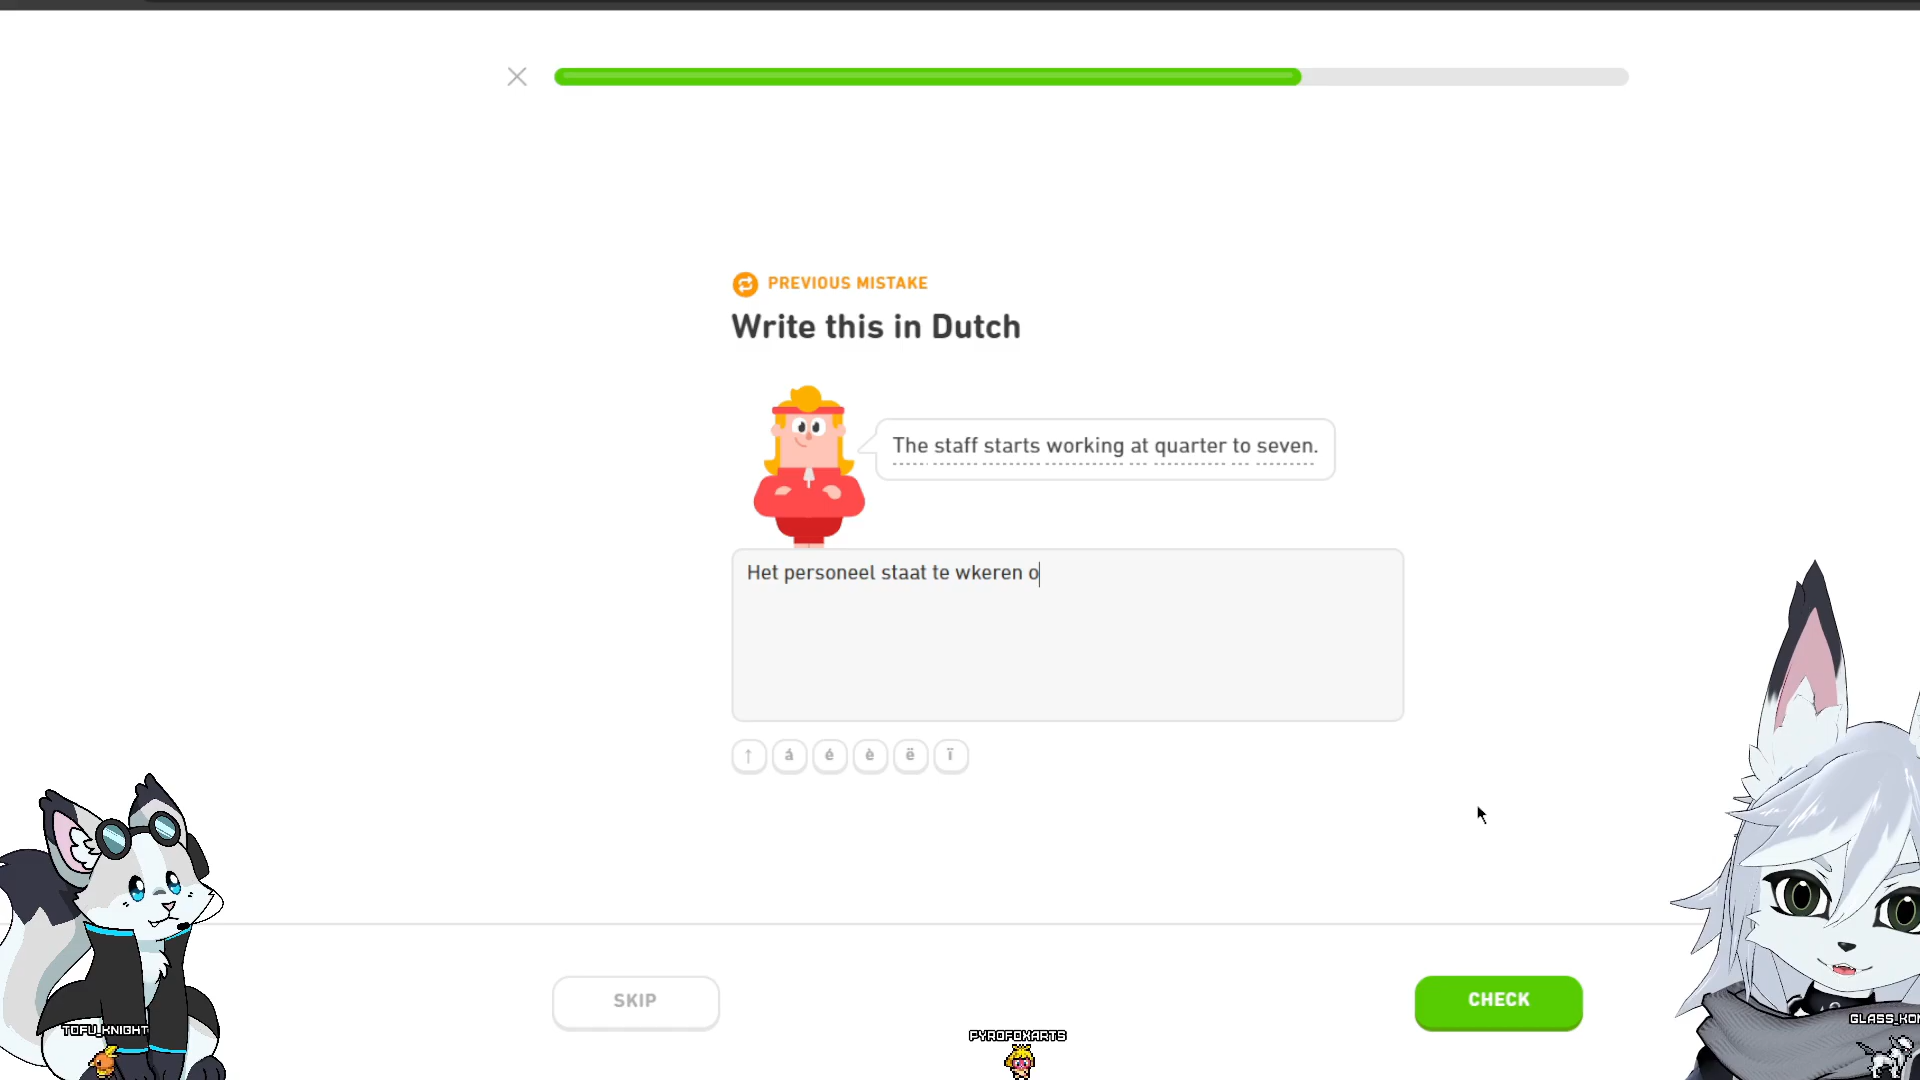 PREVIOUS MISTAKE
Write this in Dutch
The staff starts working at quarter to seven.
Het personeel staat te wkeren o
↑ á é è ë ï
SKIP
CHECK
TOFU_KNIGHT
PYROFOXARTS
GLASS_KON